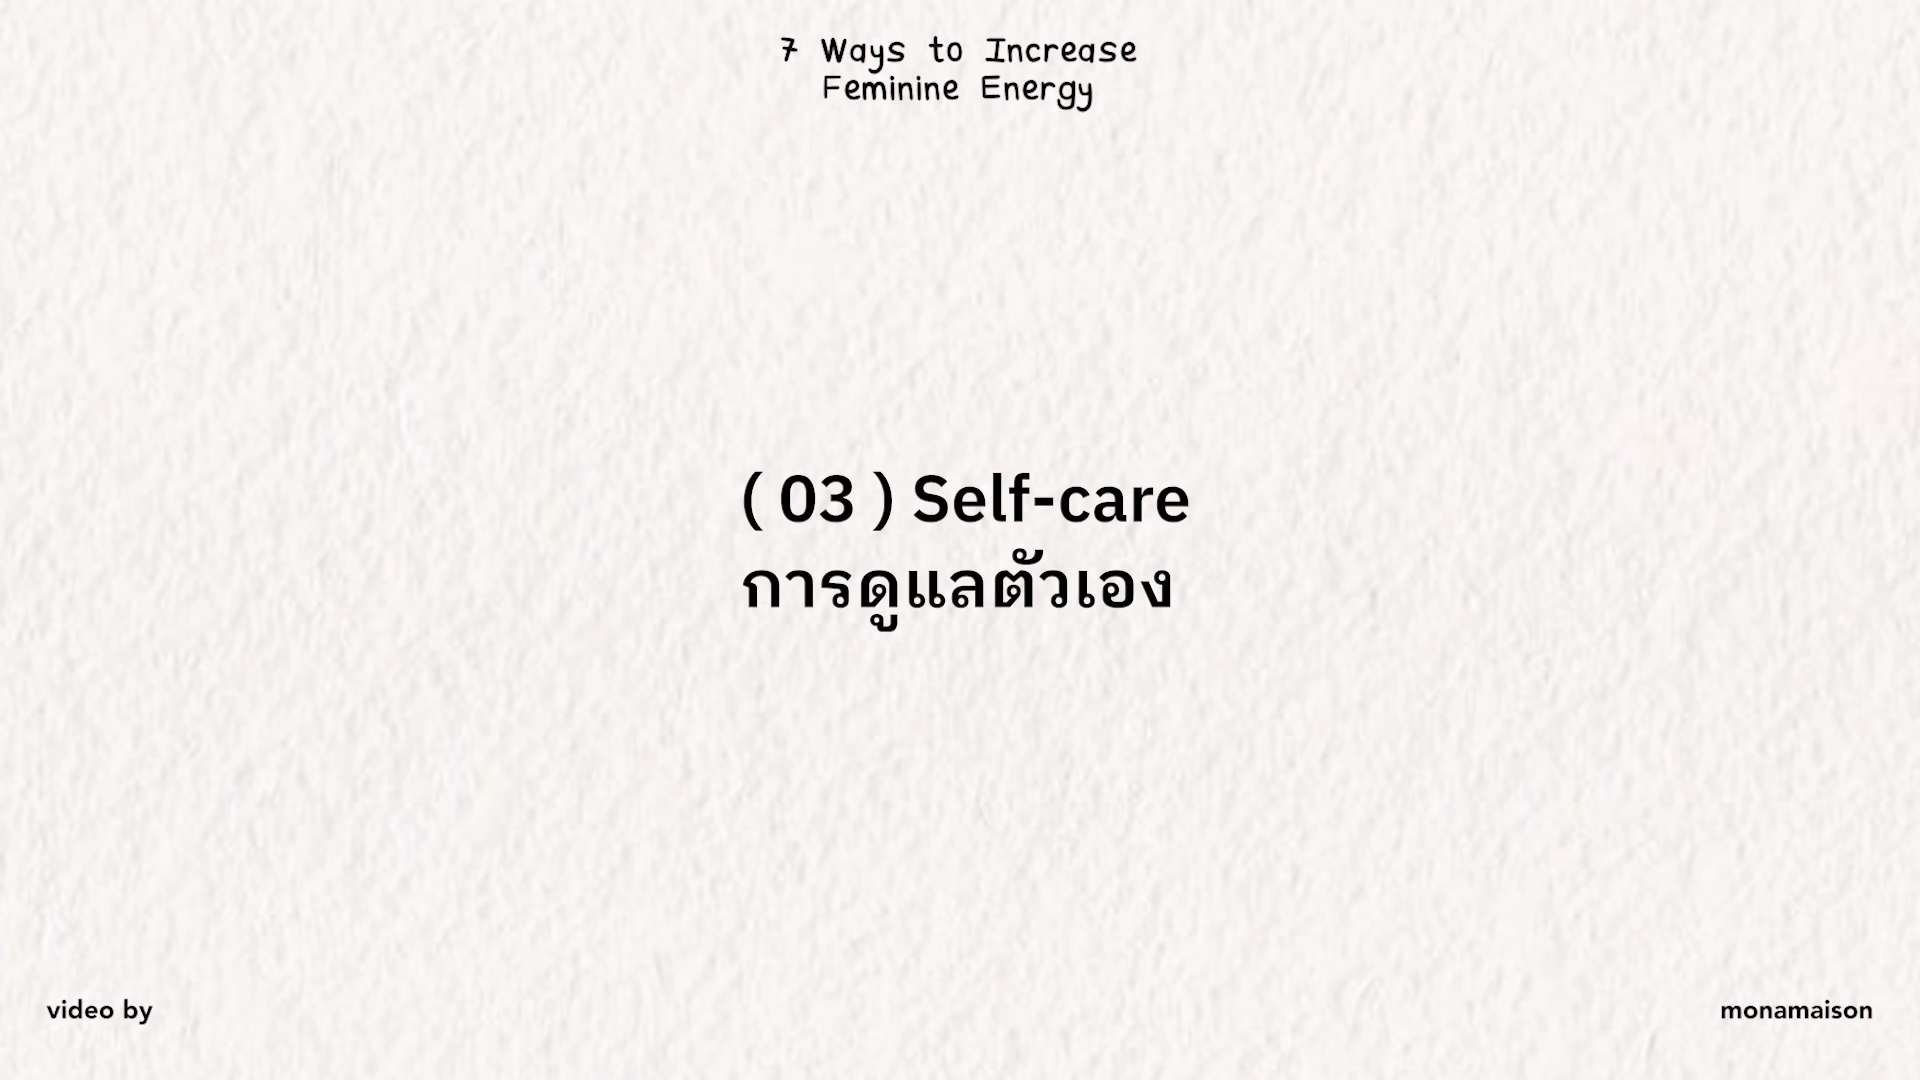 7 Ways to Increase
Feminine Energy
( 03 ) Self-care
การดูแลตัวเอง
video by
monamaison